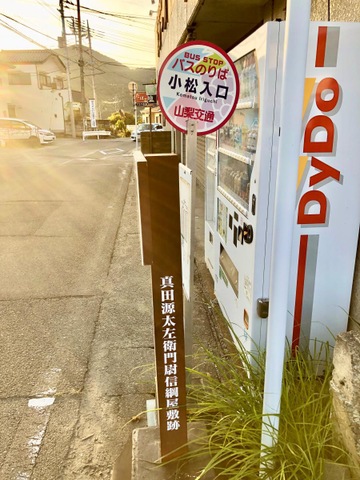 BUS STOP
バスのりば
小松入口
Komatsu Iriguchi
山梨交通
DyDo
真田源太左衛門尉信綱屋敷跡